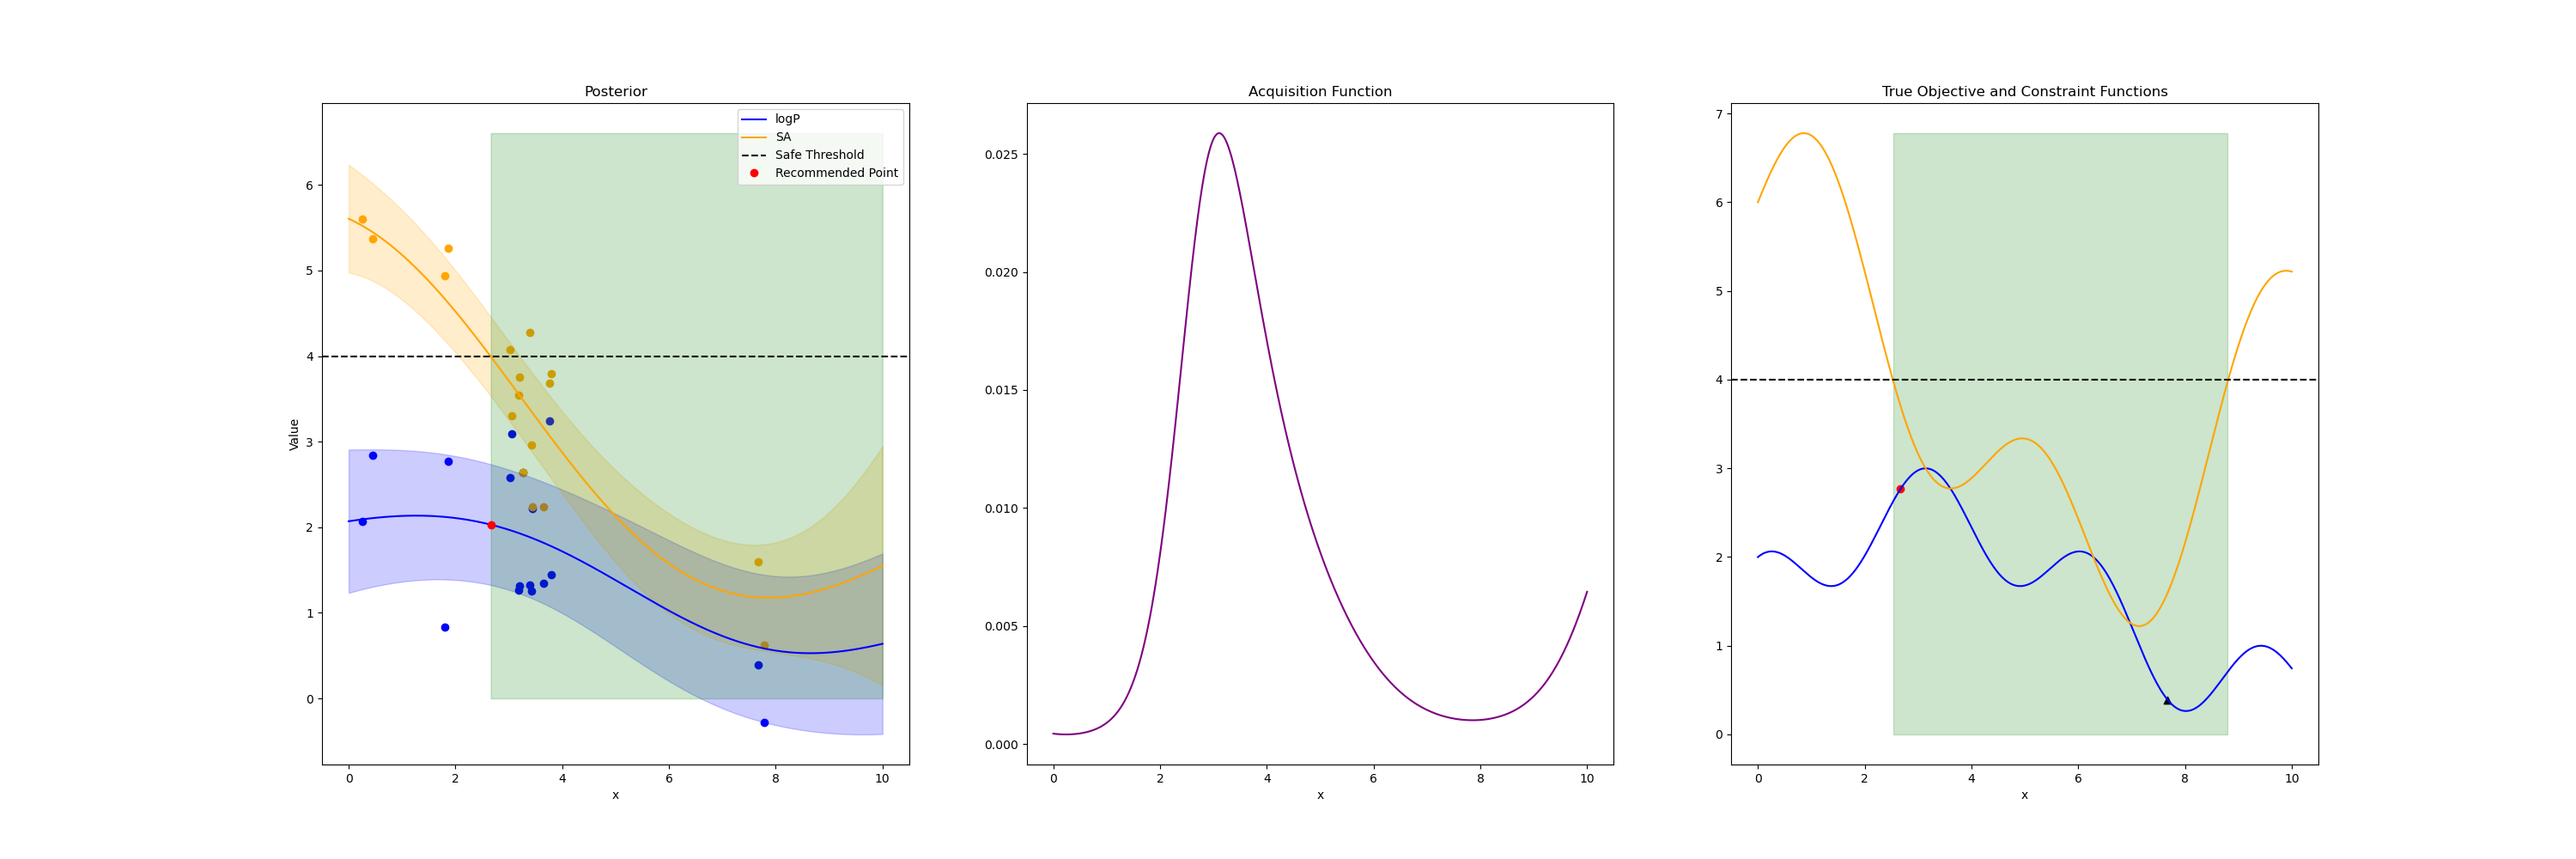 Posterior
logP
SA
Safe Threshold
Recommended Point
Value
6
5
4
3
2
1
0
0 2 4 6 8 10
x
Acquisition Function
0.025
0.020
0.015
0.010
0.005
0.000
0 2 4 6 8 10
x
True Objective and Constraint Functions
7
6
5
4
3
2
1
0
0 2 4 6 8 10
x